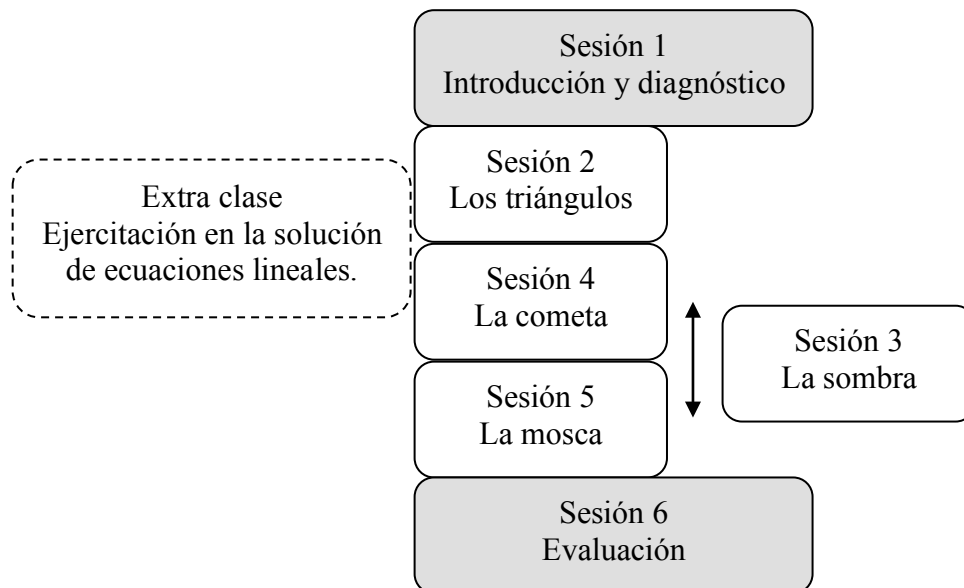 Sesión 1
Introducción y diagnóstico
Sesión 2
Los triángulos
Extra clase
Ejercitación en la solución
de ecuaciones lineales.
Sesión 4
La cometa
Sesión 3
La sombra
Sesión 5
La mosca
Sesión 6
Evaluación